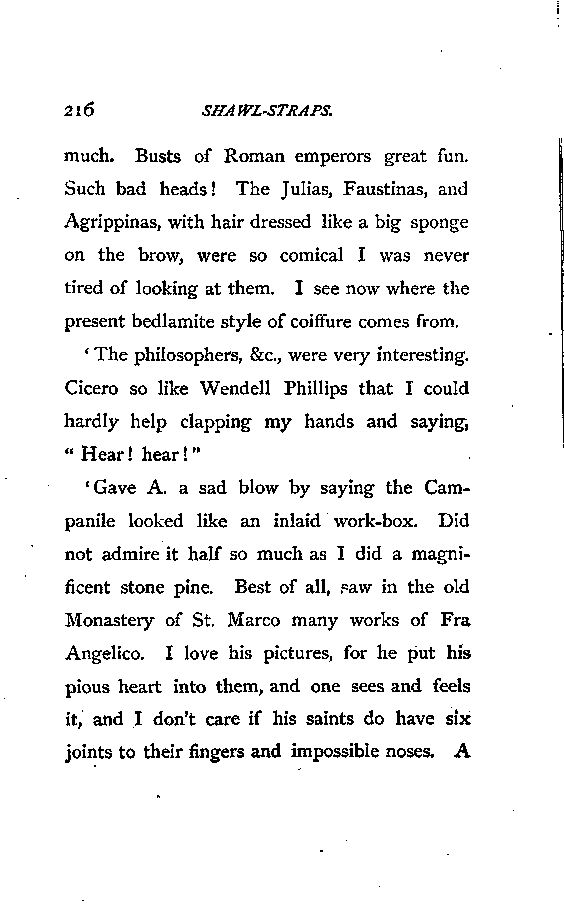 216 SHAWL-STRAPS.
much. Busts of Roman emperors great fun.
Such bad heads! The Julias, Faustinas, and
Agrippinas, with hair dressed like a big sponge
on the brow, were so comical I was never
tired of looking at them. I see now where the
present bedlamite style of coiffure comes from.
‘The philosophers, &c., were very interesting.
Cicero so like Wendell Phillips that I could
hardly help clapping my hands and saying,
“Hear! hear!”
‘Gave A. a sad blow by saying the Cam-
panile looked like an inlaid work-box. Did
not admire it half so much as I did a magni-
ficent stone pine. Best of all, saw in the old
Monastery of St. Marco many works of Fra
Angelico. I love his pictures, for he put his
pious heart into them, and one sees and feels
it, and I don't care if his saints do have six
joints to their fingers and impossible noses. A